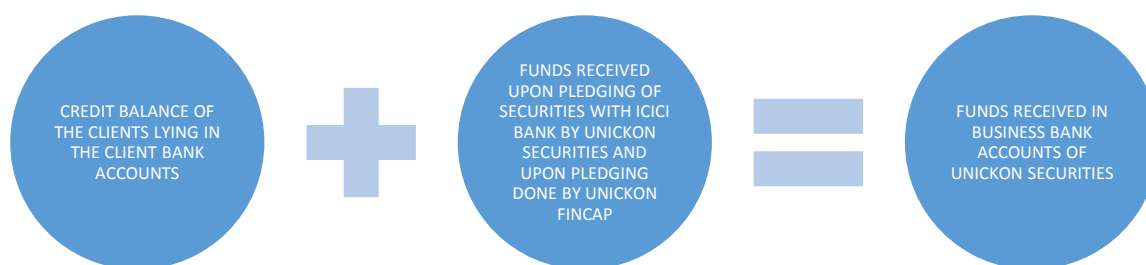 CREDIT BALANCE OF
THE CLIENTS LYING IN
THE CLIENT BANK
ACCOUNTS
FUNDS RECEIVED
UPON PLEDGING OF
SECURITIES WITH ICICI
BANK BY UNICKON
SECURITIES AND
UPON PLEDGING
DONE BY UNICKON
FINCAP
FUNDS RECEIVED IN
BUSINESS BANK
ACCOUNTS OF
UNICKON SECURITIES